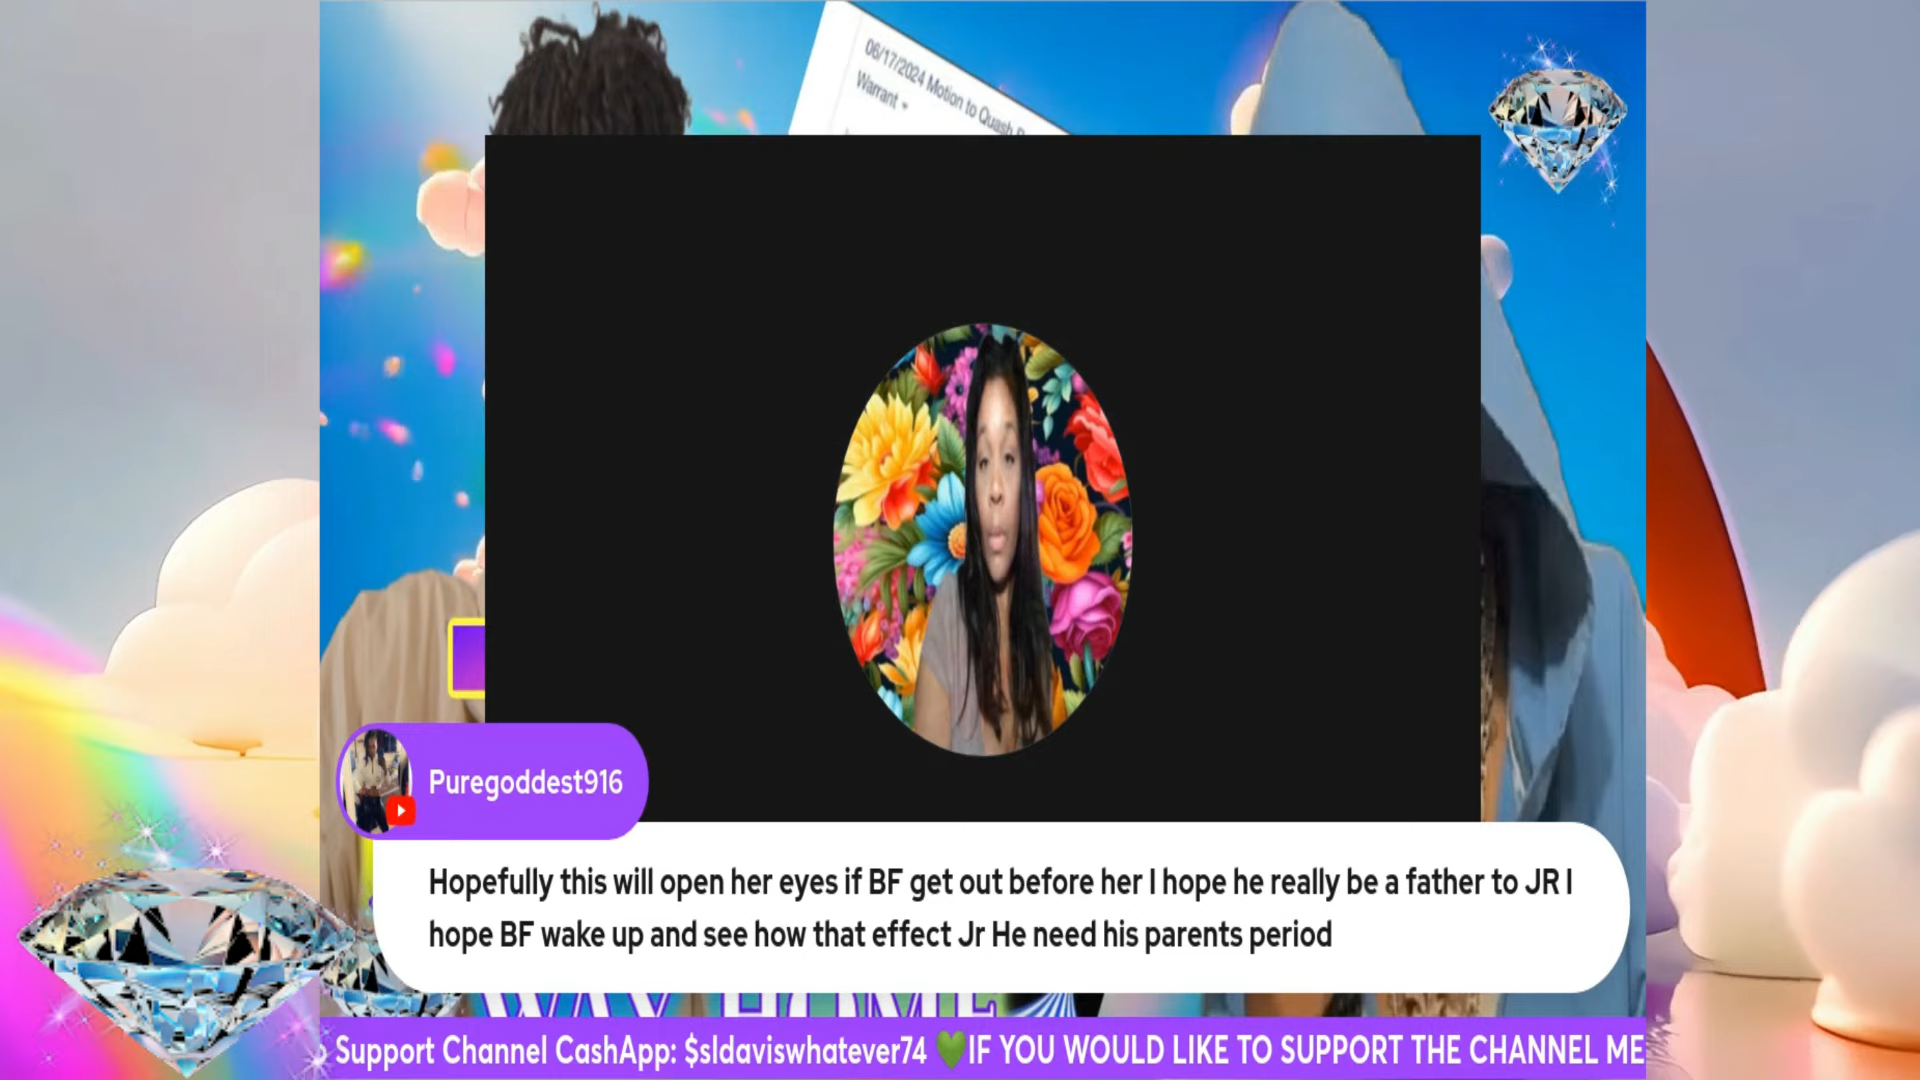 06/17/2024 Motion to Quash
Warrant
Puregoddest916
Hopefully this will open her eyes if BF get out before her I hope he really be a father to JR I
hope BF wake up and see how that effect Jr He need his parents period
WAY HOME
Support Channel CashApp: $sldaviswhatever74 💚IF YOU WOULD LIKE TO SUPPORT THE CHANNEL ME